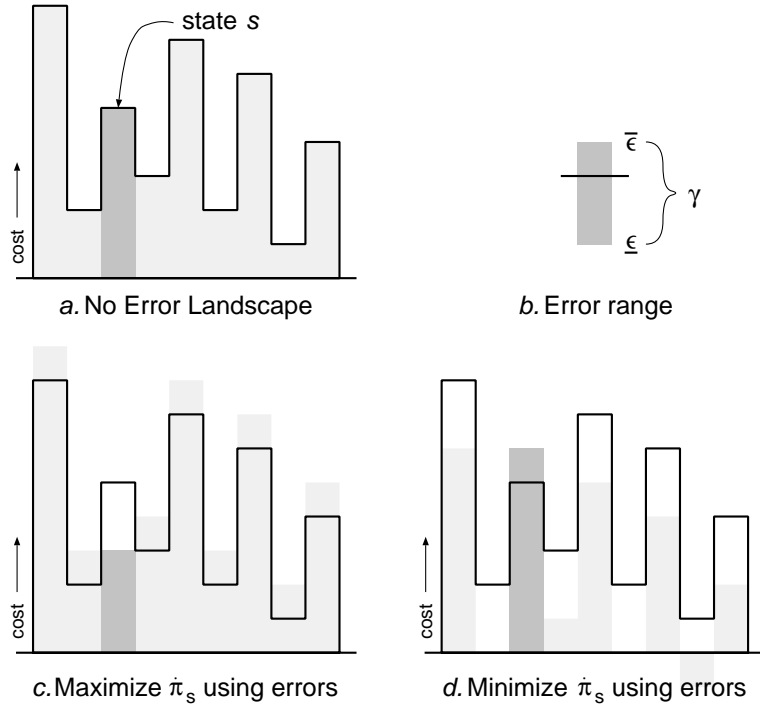 state s
cost
a. No Error Landscape
ϵ̄
γ
ϵ̲
b. Error range
cost
c. Maximize π̇ₛ using errors
cost
d. Minimize π̇ₛ using errors